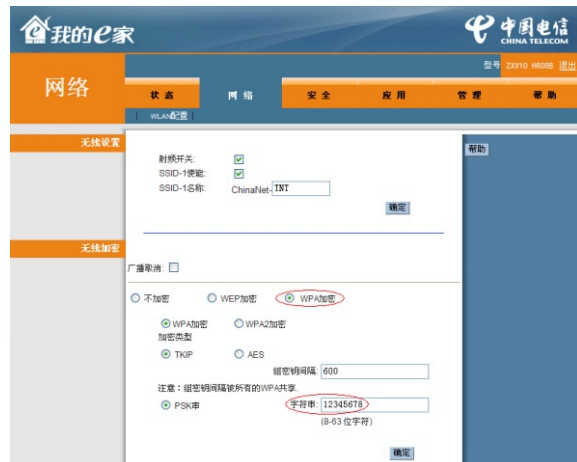 我的e家
中国电信
CHINA TELECOM
型号 ZXV10 H608B 退出
网络
状态 网络 安全 应用 管理 帮助
WLAN配置
无线设置
帮助
射频开关:
SSID-1使能:
SSID-1名称: ChinaNet-TNT
确定
无线加密
广播取消:
不加密 WEP加密 WPA加密
WPA加密 WPA2加密
加密类型
TKIP AES
组密钥间隔: 600
注意:组密钥间隔被所有的WPA共享.
PSK串 字符串: 12345678
(8-63 位字符)
确定